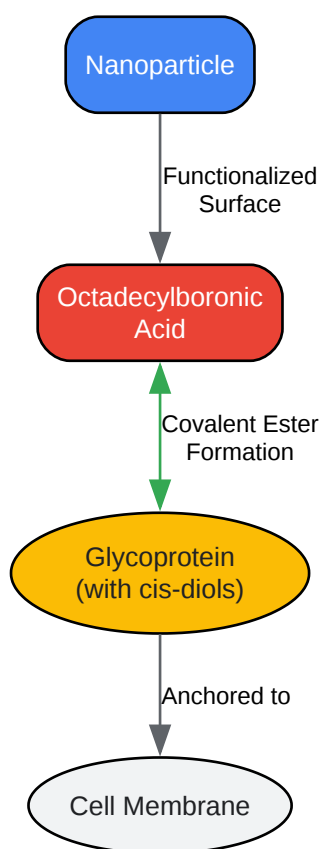 Nanoparticle
Functionalized
Surface
Octadecylboronic
Acid
Covalent Ester
Formation
Glycoprotein
(with cis-diols)
Anchored to
Cell Membrane